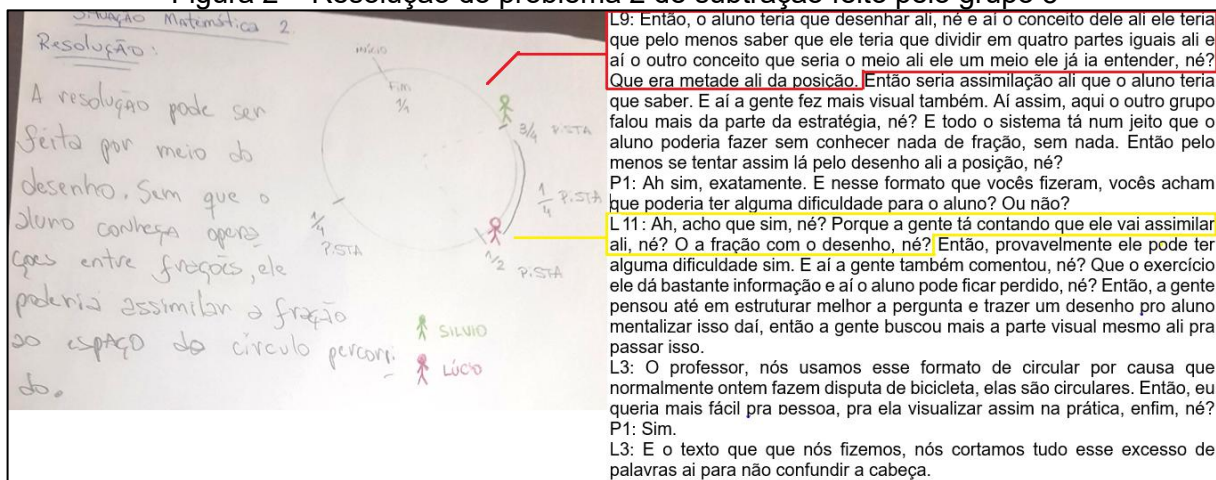 Figura 2 – Resolução do problema 2 de subtração feito pelo grupo
SITUAÇÃO Matemática 2.
Resolução:
A resolução pode ser
feita por meio do
desenho. Sem que o
aluno conheça opera
ções entre frações, ele
poderia assimilar a fração
ao espaço do círculo percorri
do.
início
Fim
1/1
3/4 PISTA
1/4 PISTA
1/2 PISTA
1/4
PISTA
SILVIO
LÚCIO
L9: Então, o aluno teria que desenhar ali, né e aí o conceito dele ali ele teria
que pelo menos saber que ele teria que dividir em quatro partes iguais ali e
aí o outro conceito que seria o meio ali ele um meio ele já ia entender, né?
Que era metade ali da posição. Então seria assimilação ali que o aluno teria
que saber. E aí a gente fez mais visual também. Aí assim, aqui o outro grupo
falou mais da parte da estratégia, né? E todo o sistema tá num jeito que o
aluno poderia fazer sem conhecer nada de fração, sem nada. Então pelo
menos se tentar assim lá pelo desenho ali a posição, né?
P1: Ah sim, exatamente. E nesse formato que vocês fizeram, vocês acham
que poderia ter alguma dificuldade para o aluno? Ou não?
L 11: Ah, acho que sim, né? Porque a gente tá contando que ele vai assimilar
ali, né? O a fração com o desenho, né? Então, provavelmente ele pode ter
alguma dificuldade sim. E aí a gente também comentou, né? Que o exercício
ele dá bastante informação e aí o aluno pode ficar perdido, né? Então, a gente
pensou até em estruturar melhor a pergunta e trazer um desenho pro aluno
mentalizar isso daí, então a gente buscou mais a parte visual mesmo ali pra
passar isso.
L3: O professor, nós usamos esse formato de circular por causa que
normalmente ontem fazem disputa de bicicleta, elas são circulares. Então, eu
queria mais fácil pra pessoa, pra ela visualizar assim na prática, enfim, né?
P1: Sim.
L3: E o texto que que nós fizemos, nós cortamos tudo esse excesso de
palavras ai para não confundir a cabeça.